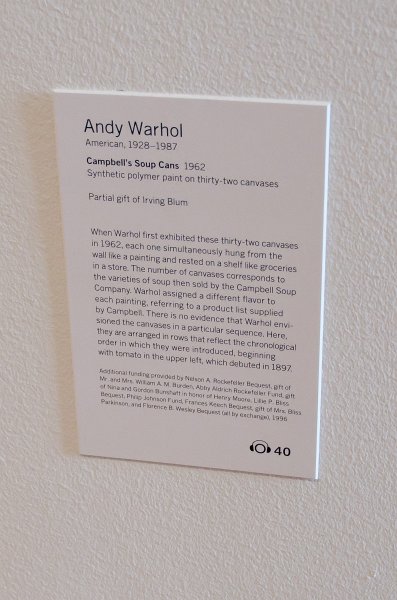 Andy Warhol
American, 1928–1987
Campbell's Soup Cans 1962
Synthetic polymer paint on thirty-two canvases
Partial gift of Irving Blum
When Warhol first exhibited these thirty-two canvases
in 1962, each one simultaneously hung from the
wall like a painting and rested on a shelf like groceries
in a store. The number of canvases corresponds to
the varieties of soup then sold by the Campbell Soup
Company. Warhol assigned a different flavor to
each painting, referring to a product list supplied
by Campbell. There is no evidence that Warhol envi-
sioned the canvases in a particular sequence. Here,
they are arranged in rows that reflect the chronological
order in which they were introduced, beginning
with tomato in the upper left, which debuted in 1897.
Additional funding provided by Nelson A. Rockefeller Bequest, gift of
Mr. and Mrs. William A. M. Burden, Abby Aldrich Rockefeller Fund, gift
of Nina and Gordon Bunshaft in honor of Henry Moore, Lillie P. Bliss
Bequest, Philip Johnson Fund, Frances Keech Bequest, gift of Mrs. Bliss
Parkinson, and Florence B. Wesley Bequest (all by exchange), 1996
40